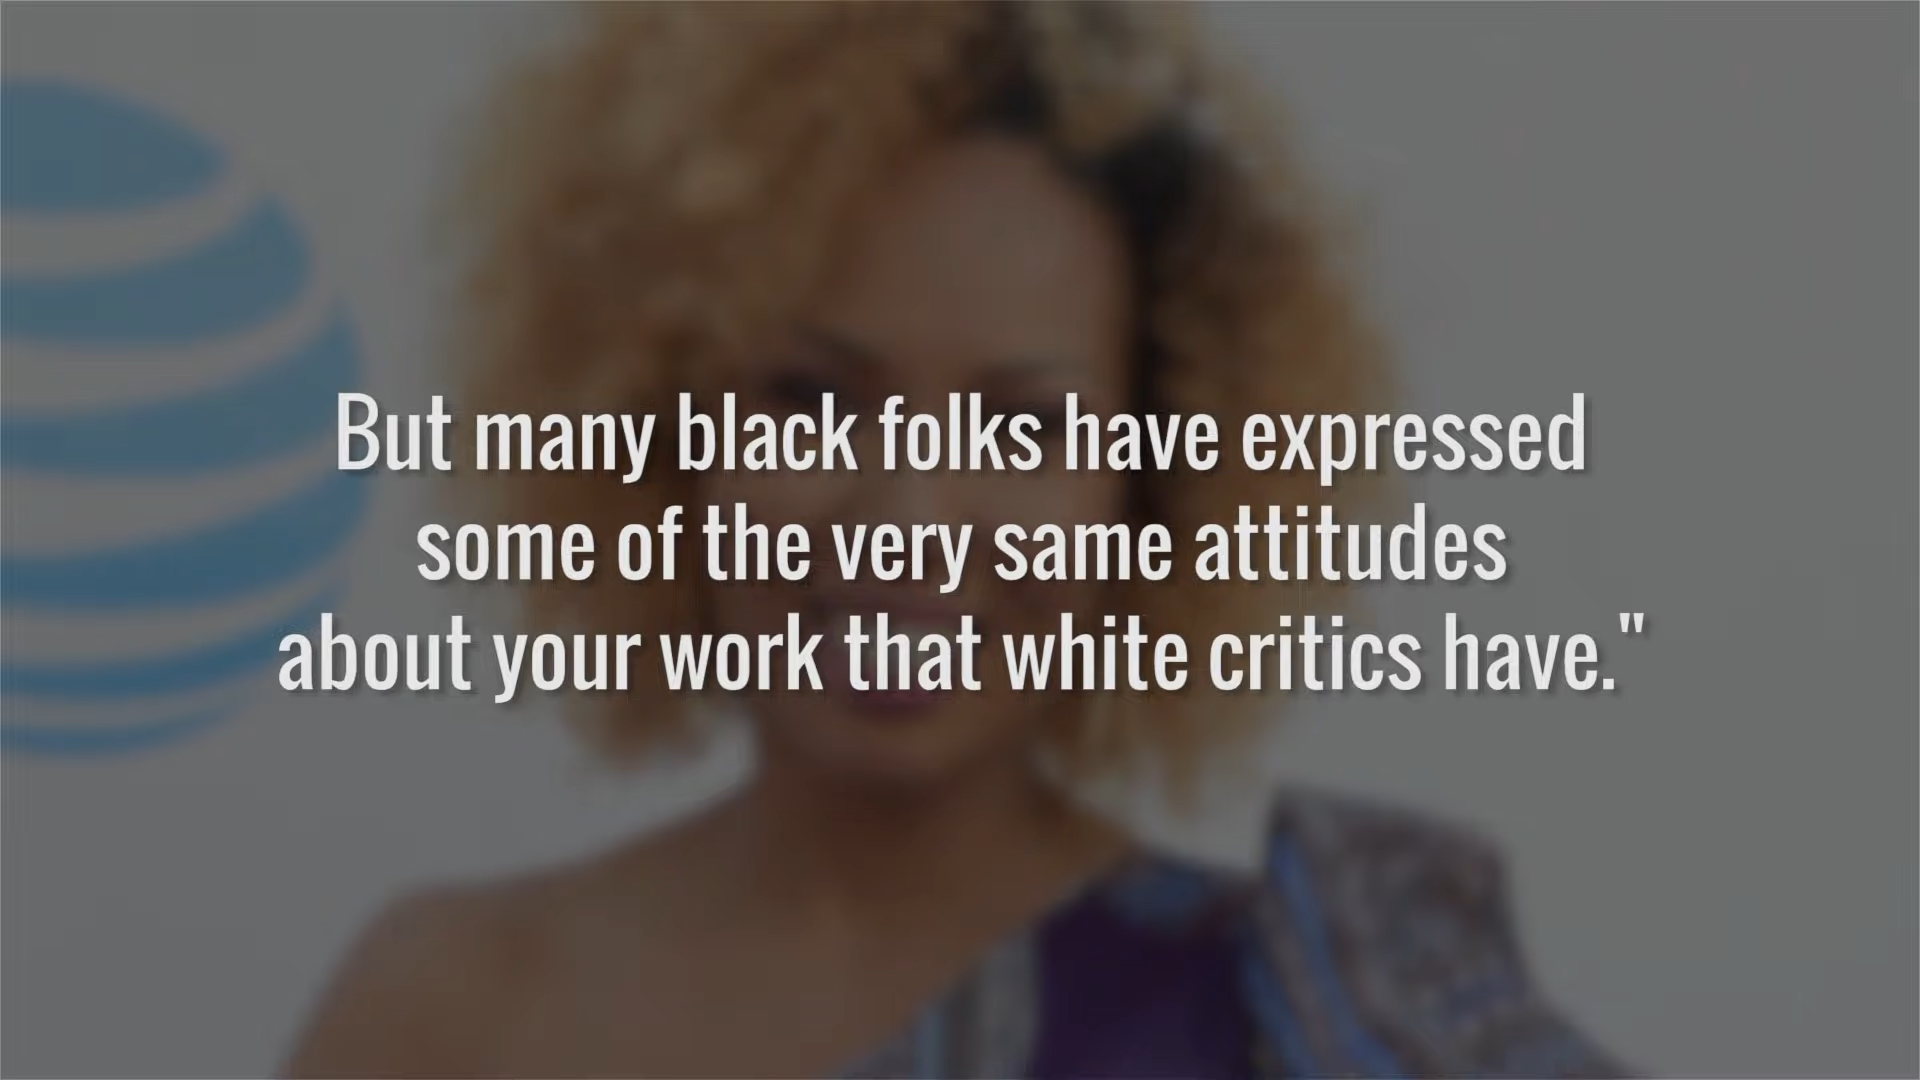 But many black folks have expressed
some of the very same attitudes
about your work that white critics have."